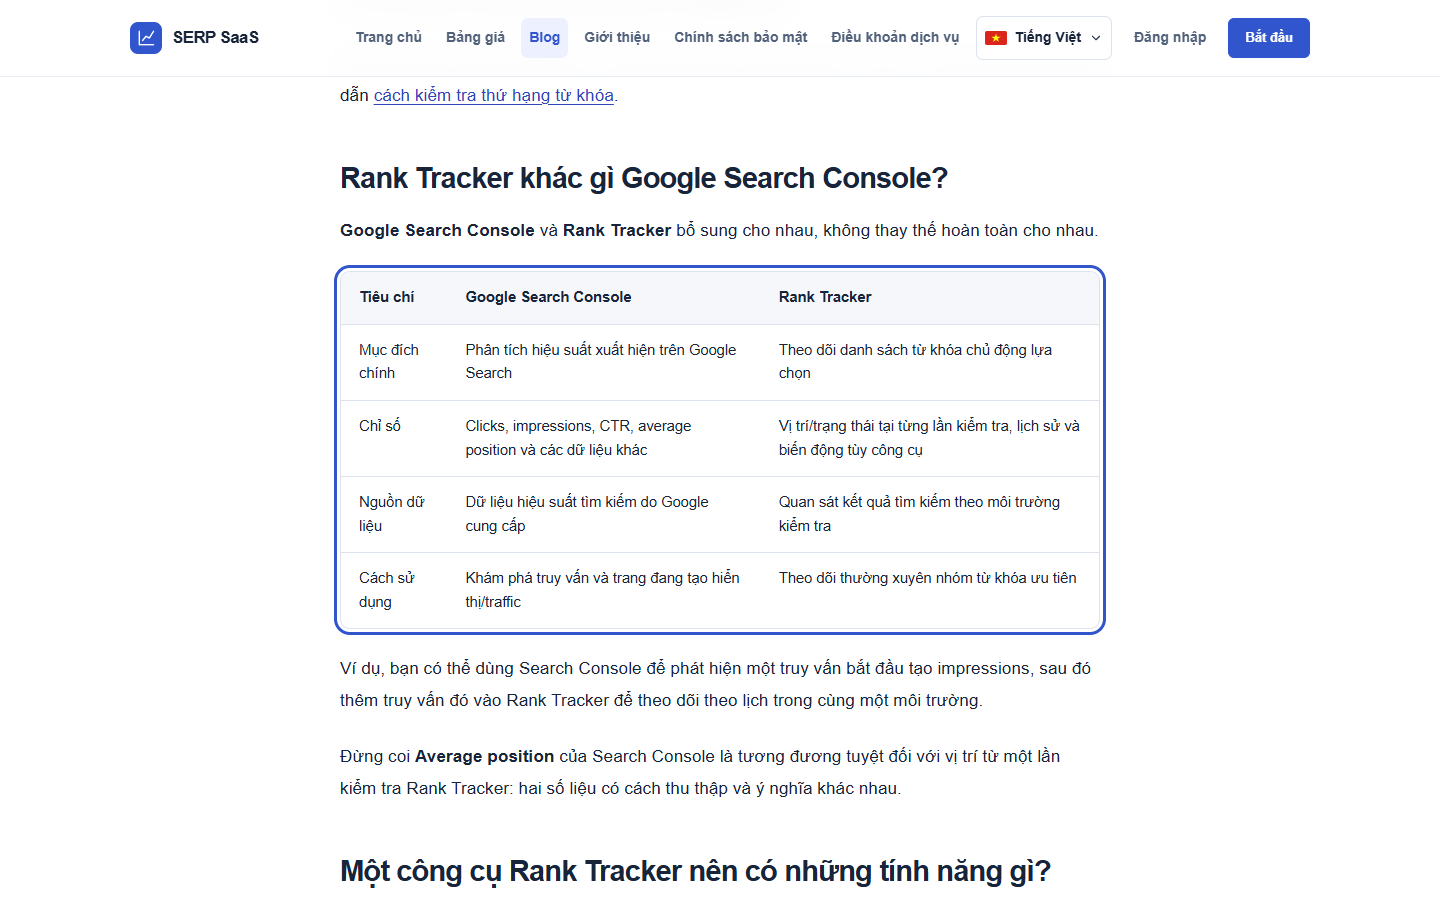 SERP SaaS
Trang chủ
Bảng giá
Blog
Giới thiệu
Chính sách bảo mật
Điều khoản dịch vụ
Tiếng Việt
Đăng nhập
Bắt đầu
dẫn cách kiểm tra thứ hạng từ khóa.
Rank Tracker khác gì Google Search Console?
Google Search Console và Rank Tracker bổ sung cho nhau, không thay thế hoàn toàn cho nhau.
Tiêu chí
Google Search Console
Rank Tracker
Mục đích
chính
Phân tích hiệu suất xuất hiện trên Google
Search
Theo dõi danh sách từ khóa chủ động lựa
chọn
Chỉ số
Clicks, impressions, CTR, average
position và các dữ liệu khác
Vị trí/trạng thái tại từng lần kiểm tra, lịch sử và
biến động tùy công cụ
Nguồn dữ
liệu
Dữ liệu hiệu suất tìm kiếm do Google
cung cấp
Quan sát kết quả tìm kiếm theo môi trường
kiểm tra
Cách sử
dụng
Khám phá truy vấn và trang đang tạo hiển
thị/traffic
Theo dõi thường xuyên nhóm từ khóa ưu tiên
Ví dụ, bạn có thể dùng Search Console để phát hiện một truy vấn bắt đầu tạo impressions, sau đó
thêm truy vấn đó vào Rank Tracker để theo dõi theo lịch trong cùng một môi trường.
Đừng coi Average position của Search Console là tương đương tuyệt đối với vị trí từ một lần
kiểm tra Rank Tracker: hai số liệu có cách thu thập và ý nghĩa khác nhau.
Một công cụ Rank Tracker nên có những tính năng gì?